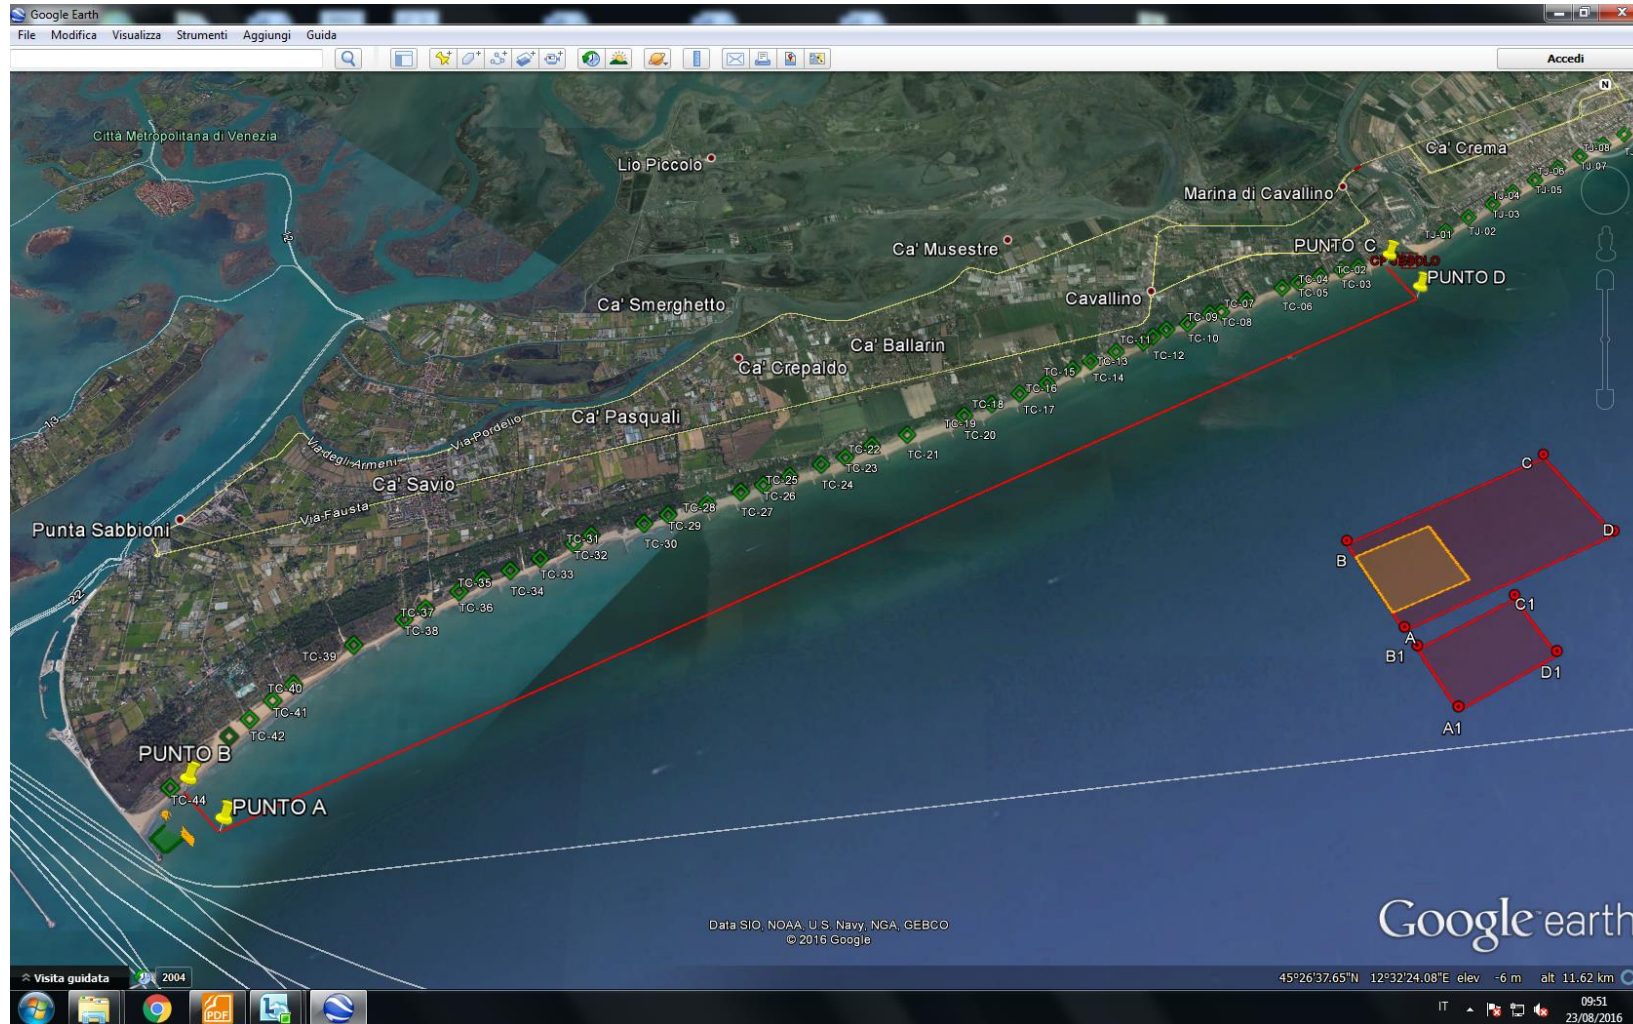 Google Earth
File Modifica Visualizza Strumenti Aggiungi Guida
Accedi
N
Città Metropolitana di Venezia
Lio Piccolo
Ca' Crema
TJ-08
TJ-07
TJ-06
TJ-05
Marina di Cavallino
TJ-04
TJ-03
TJ-02
TJ-01
12
Ca' Musestre
PUNTO C
PUNTO D
TC-02
TC-03
TC-04
TC-05
TC-06
Cavallino
TC-07
TC-08
TC-09
TC-10
Ca' Smerghetto
Ca' Ballarin
TC-11
TC-12
Ca' Crepaldo
TC-13
TC-14
TC-15
TC-16
TC-17
TC-18
TC-19
TC-20
13
Ca' Pasquali
Via Pordelio
Via degli Armeni
TC-21
TC-22
TC-23
TC-24
Ca' Savio
TC-25
TC-26
TC-27
Via Fausta
TC-28
TC-29
TC-30
Punta Sabbioni
TC-31
TC-32
TC-33
TC-34
TC-35
TC-36
22
TC-37
TC-38
TC-39
TC-40
TC-41
TC-42
PUNTO B
TC-44
PUNTO A
C
D
B
A
C1
B1
D1
A1
Google earth
Data SIO, NOAA, U.S. Navy, NGA, GEBCO
© 2016 Google
Visita guidata
2004
45°26'37.65"N 12°32'24.08"E elev -6 m alt 11.62 km
PDF
IT
09:51
23/08/2016